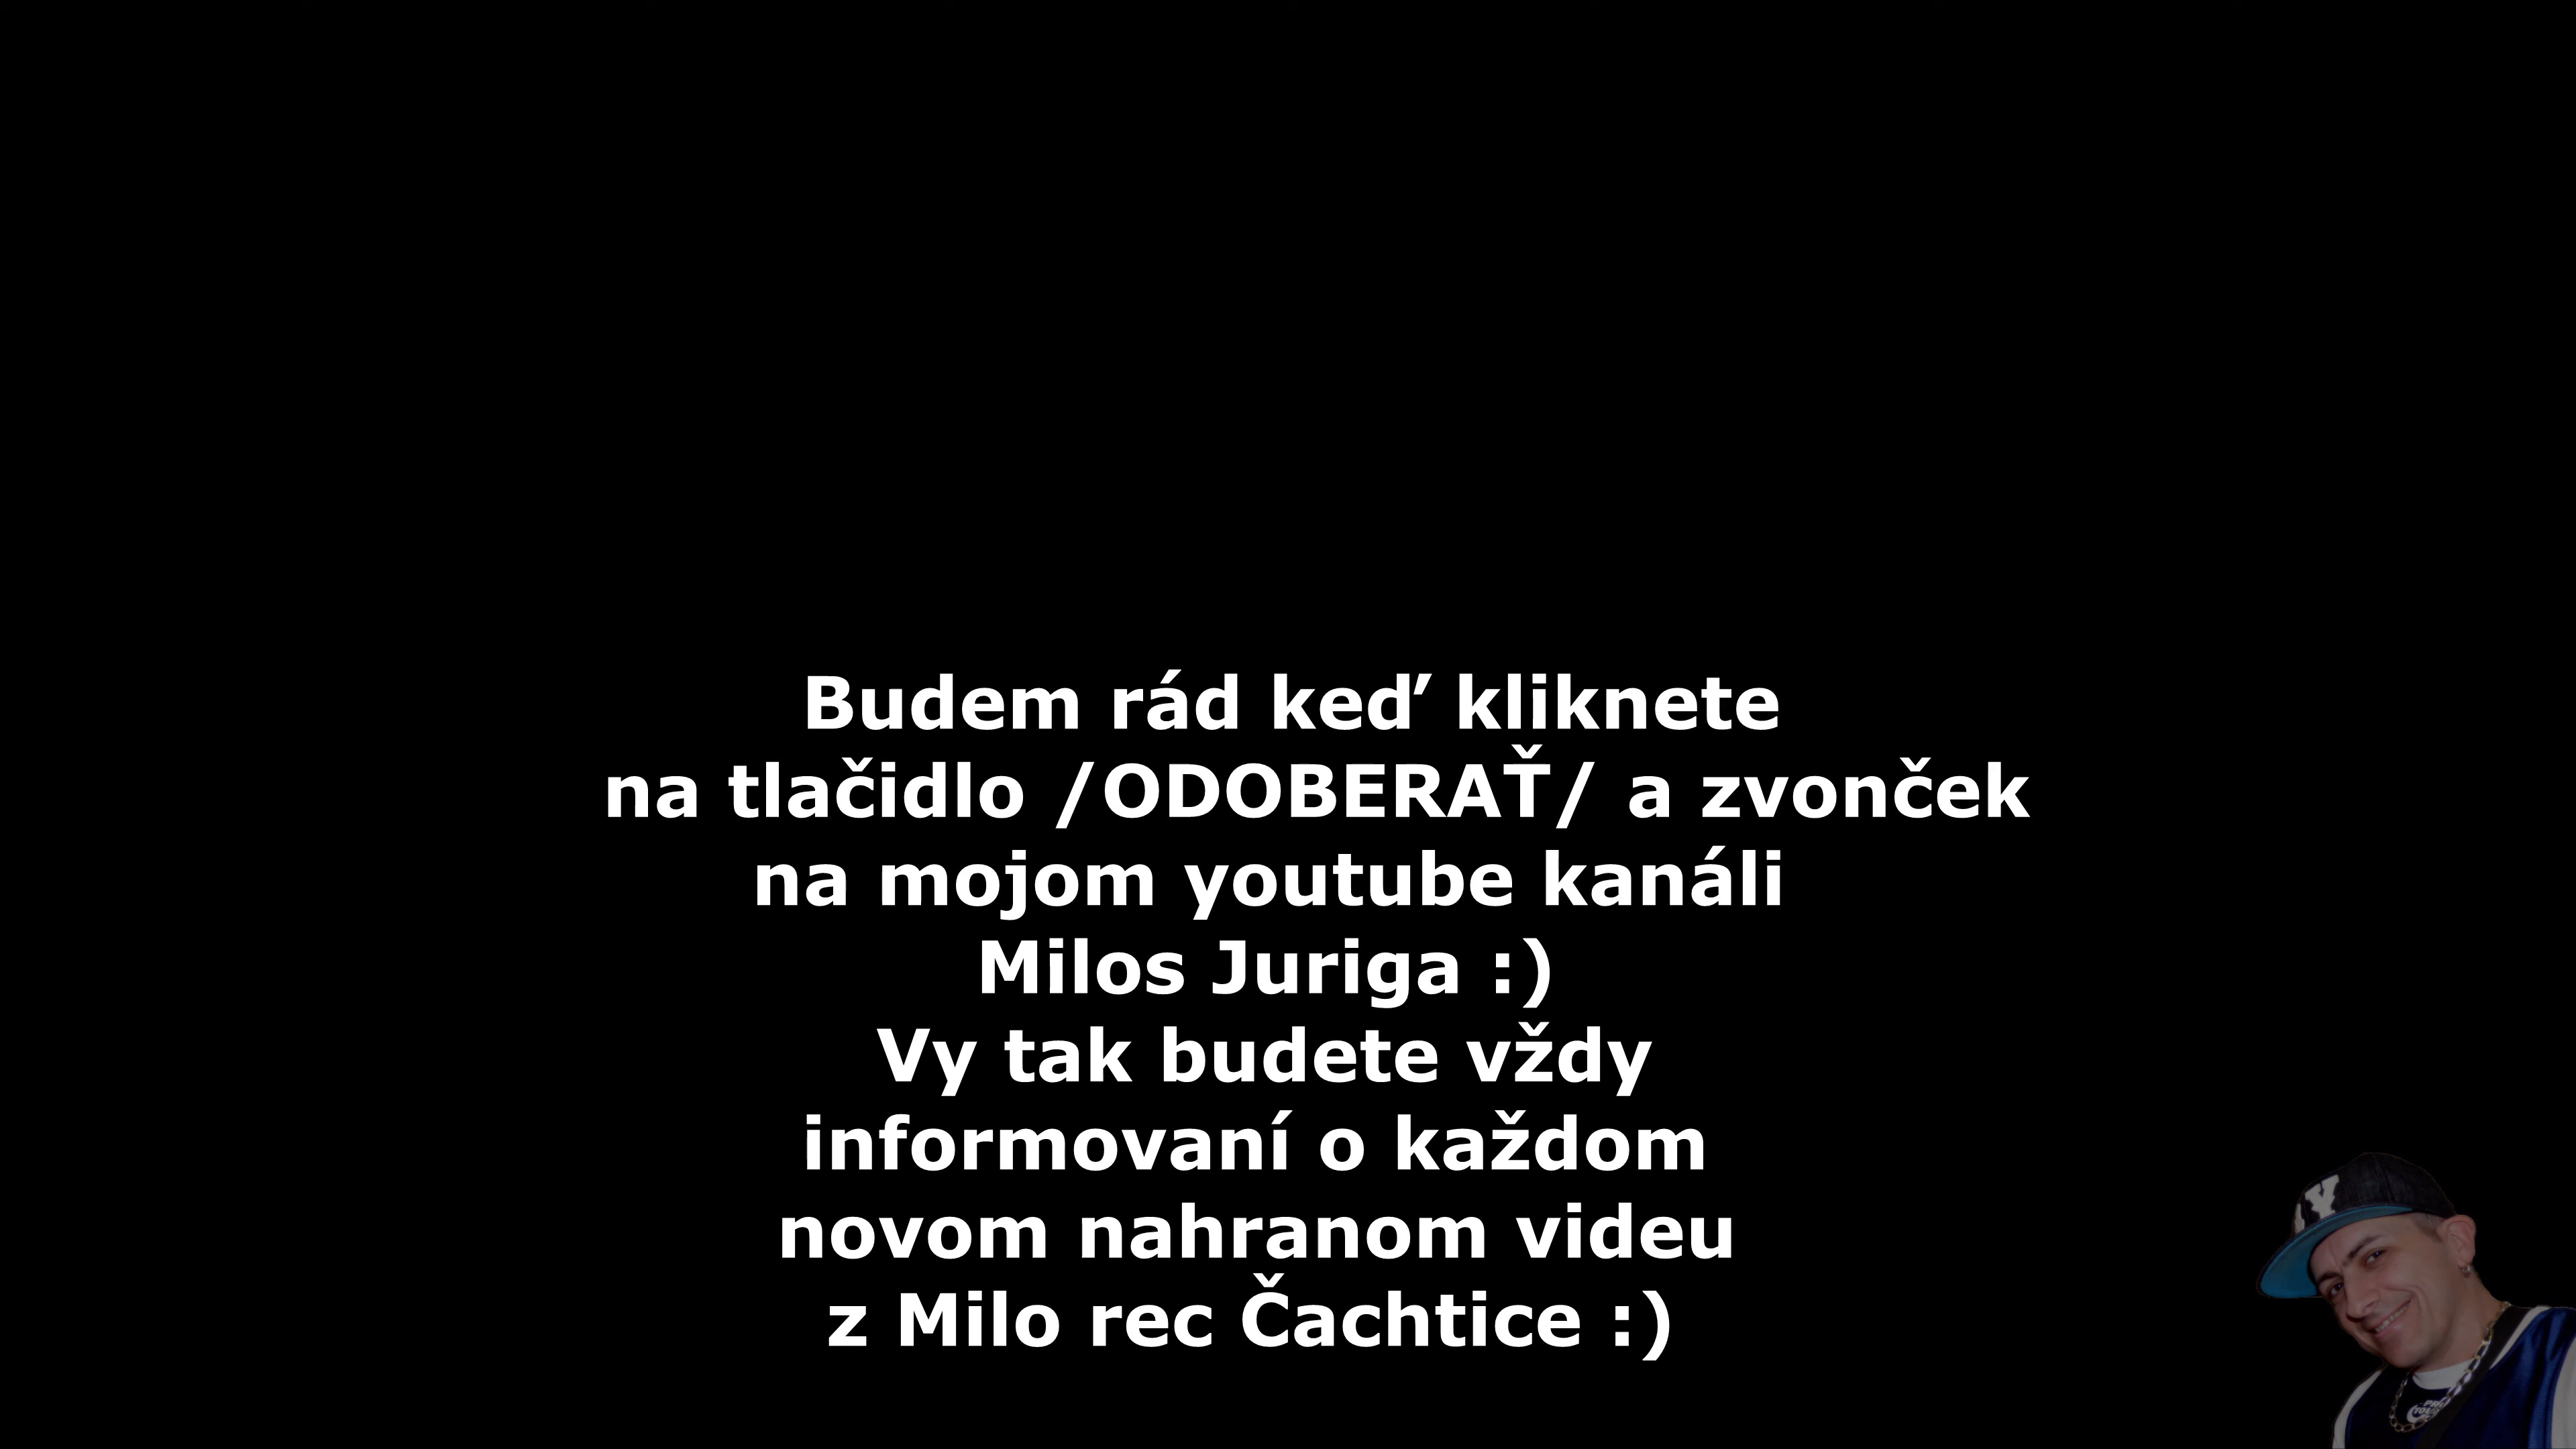 Budem rád keď kliknete
na tlačidlo /ODOBERAŤ/ a zvonček
na mojom youtube kanáli
Milos Juriga :)
Vy tak budete vždy
informovaní o každom
novom nahranom videu
z Milo rec Čachtice :)